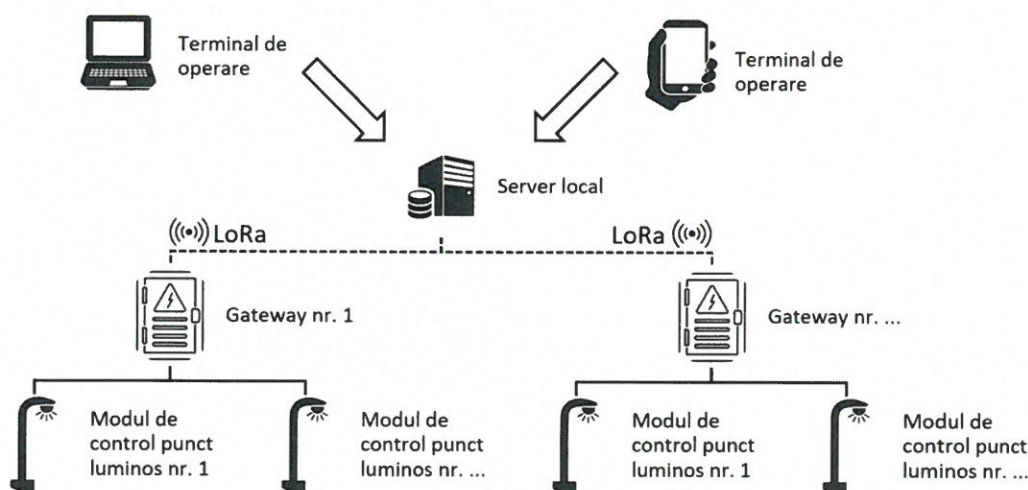 Terminal de
operare
Terminal de
operare
Server local
LoRa
LoRa
Gateway nr. 1
Gateway nr. ...
Modul de
control punct
luminos nr. 1
Modul de
control punct
luminos nr. ...
Modul de
control punct
luminos nr. 1
Modul de
control punct
luminos nr. ...